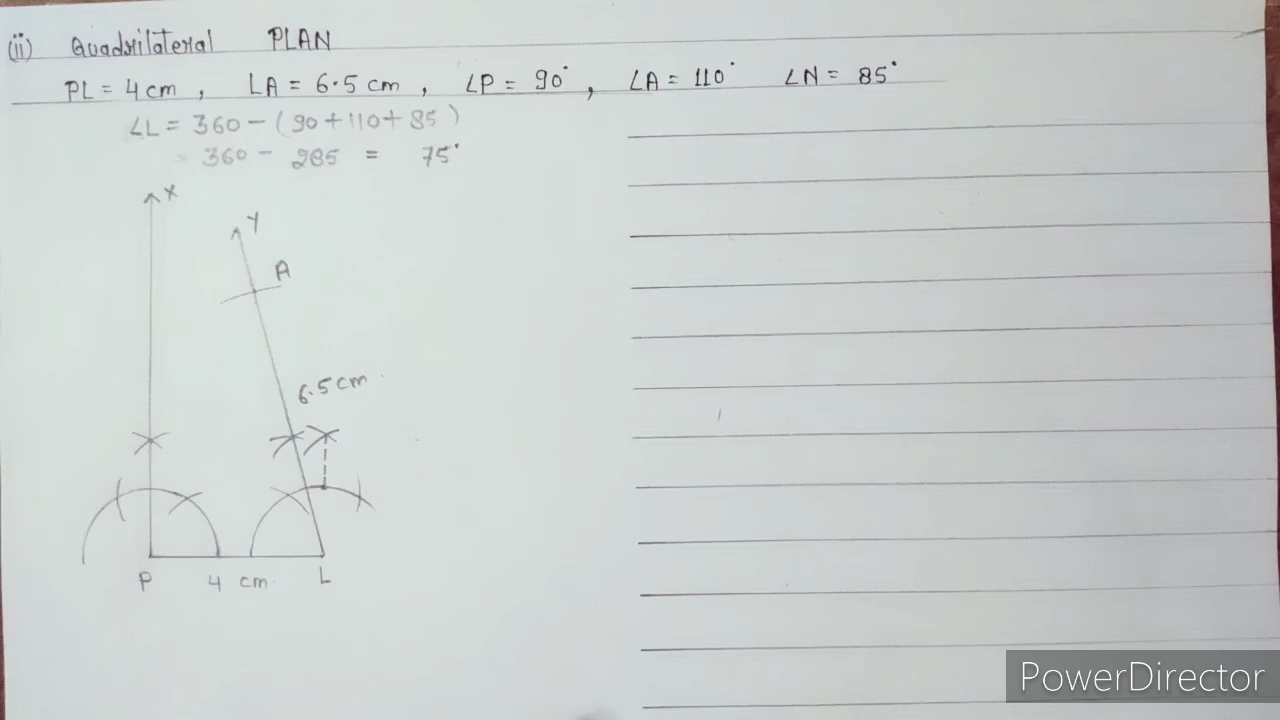 (ii) Quadrilateral PLAN
PL = 4 cm, LA = 6.5 cm, ∠P = 90°, ∠A = 110° ∠N = 85°
∠L = 360 - (90+110+85)
= 360 - 285 = 75°
X
Y
A
6.5 cm
P 4 cm L
PowerDirector